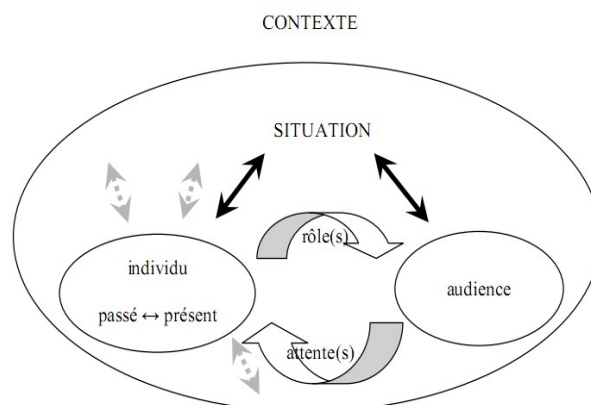 CONTEXTE
SITUATION
rôle(s)
individu
passé ↔ présent
audience
attente(s)